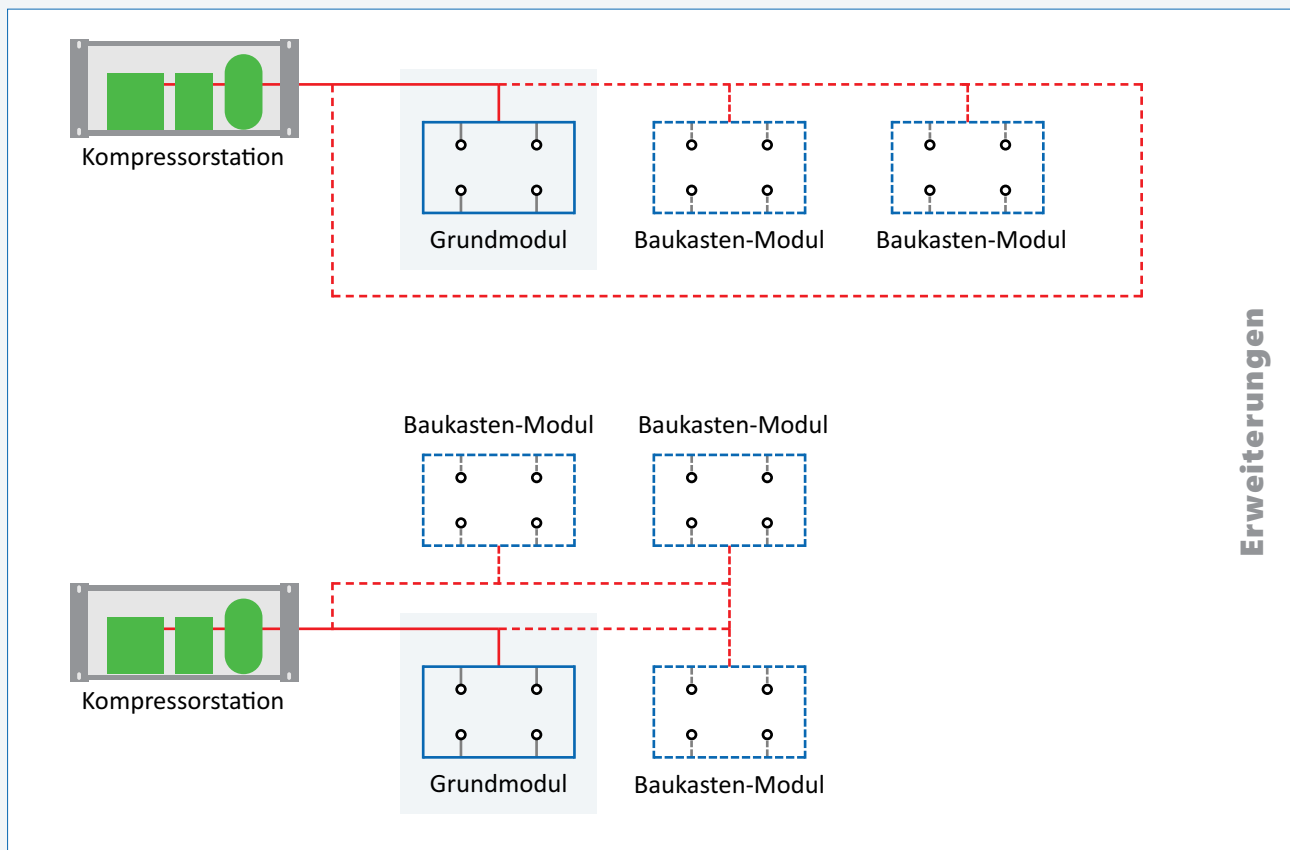 Kompressorstation
Grundmodul
Baukasten-Modul
Baukasten-Modul
Erweiterungen
Baukasten-Modul
Baukasten-Modul
Kompressorstation
Grundmodul
Baukasten-Modul